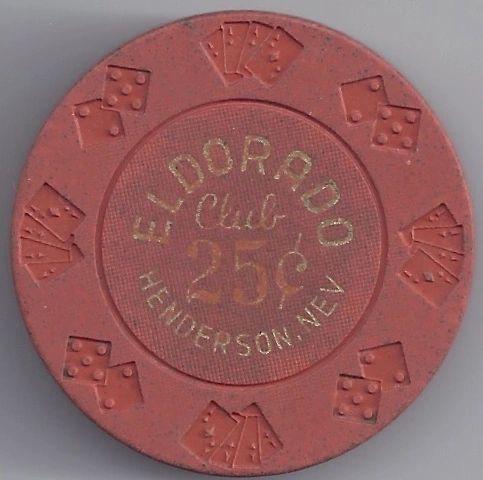 ELDORADO
Club
25¢
HENDERSON, NEV